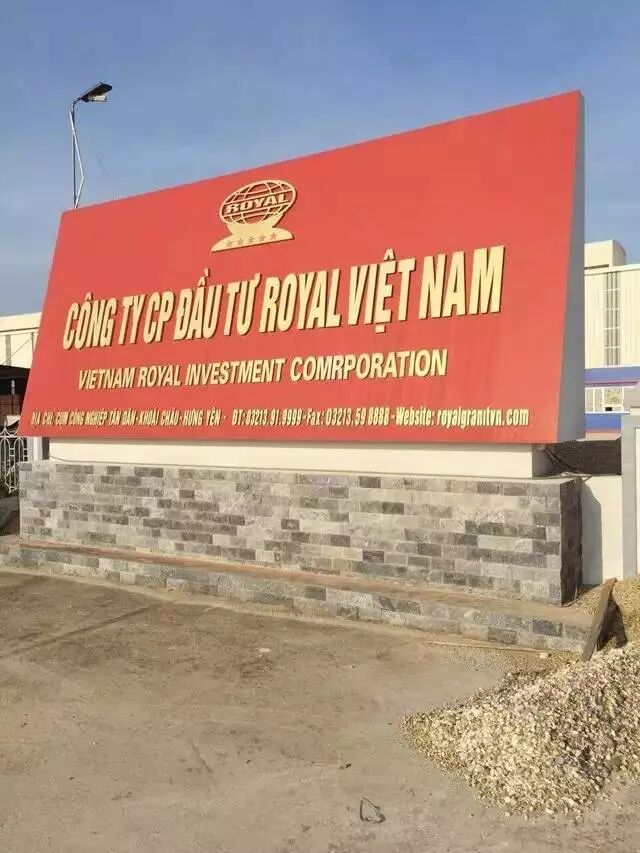 ROYAL
CÔNG TY CP ĐẦU TƯ ROYAL VIỆT NAM
VIETNAM ROYAL INVESTMENT COMRPORATION
ĐỊA CHỈ: CỤM CÔNG NGHIỆP TÂN DÂN - KHOÁI CHÂU - HƯNG YÊN - ĐT: 03213.91.9999 - Fax: 03213.59 8888 - Website: royalgranitvn.com